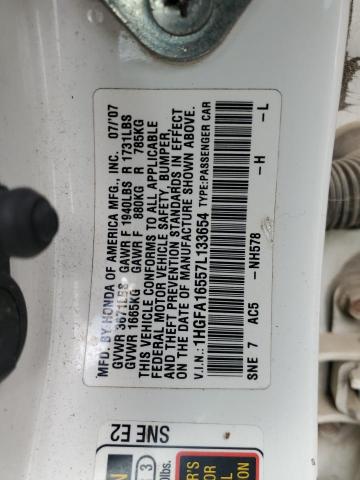 MFD. BY HONDA OF AMERICA MFG., INC. 07/'07
GVWR 3671LBS GAWR F 1940LBS R 1731LBS
GVWR 1665KG GAWR F 880KG R 785KG
THIS VEHICLE CONFORMS TO ALL APPLICABLE
FEDERAL MOTOR VEHICLE SAFETY, BUMPER,
AND THEFT PREVENTION STANDARDS IN EFFECT
ON THE DATE OF MANUFACTURE SHOWN ABOVE.
V.I.N.: 1HGFA16557L133654 TYPE:PASSENGER CAR
SNE 7 AC5 -NH578 -H -L
SNE E2
3
0lbs.